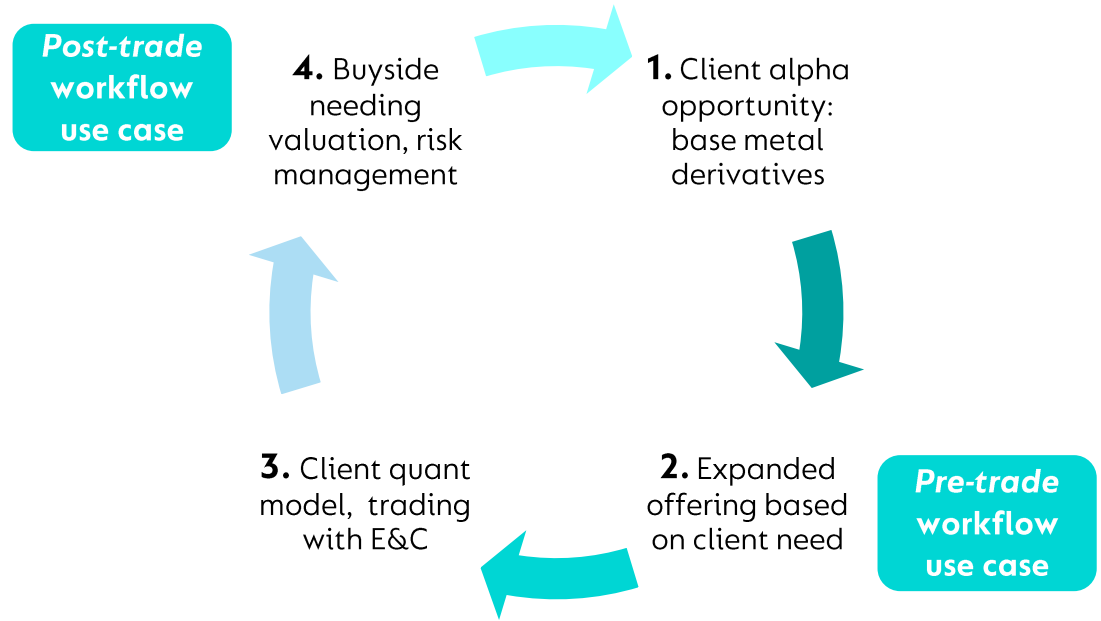 Post-trade
workflow
use case
4. Buyside
needing
valuation, risk
management
1. Client alpha
opportunity:
base metal
derivatives
3. Client quant
model,  trading
with E&C
2. Expanded
offering based
on client need
Pre-trade
workflow
use case